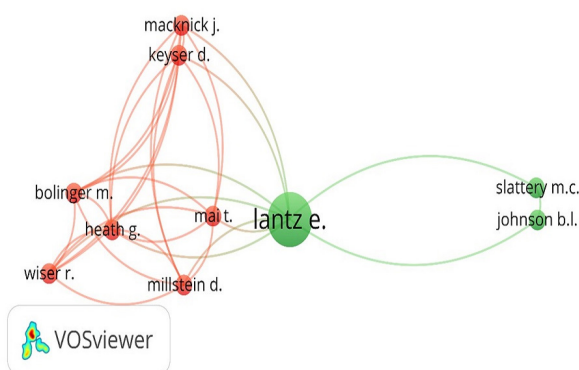 macknick j.
keyser d.
bolinger m.
heath g.
mai t.
lantz e.
slattery m.c.
johnson b.l.
wiser r.
millstein d.
VOSviewer